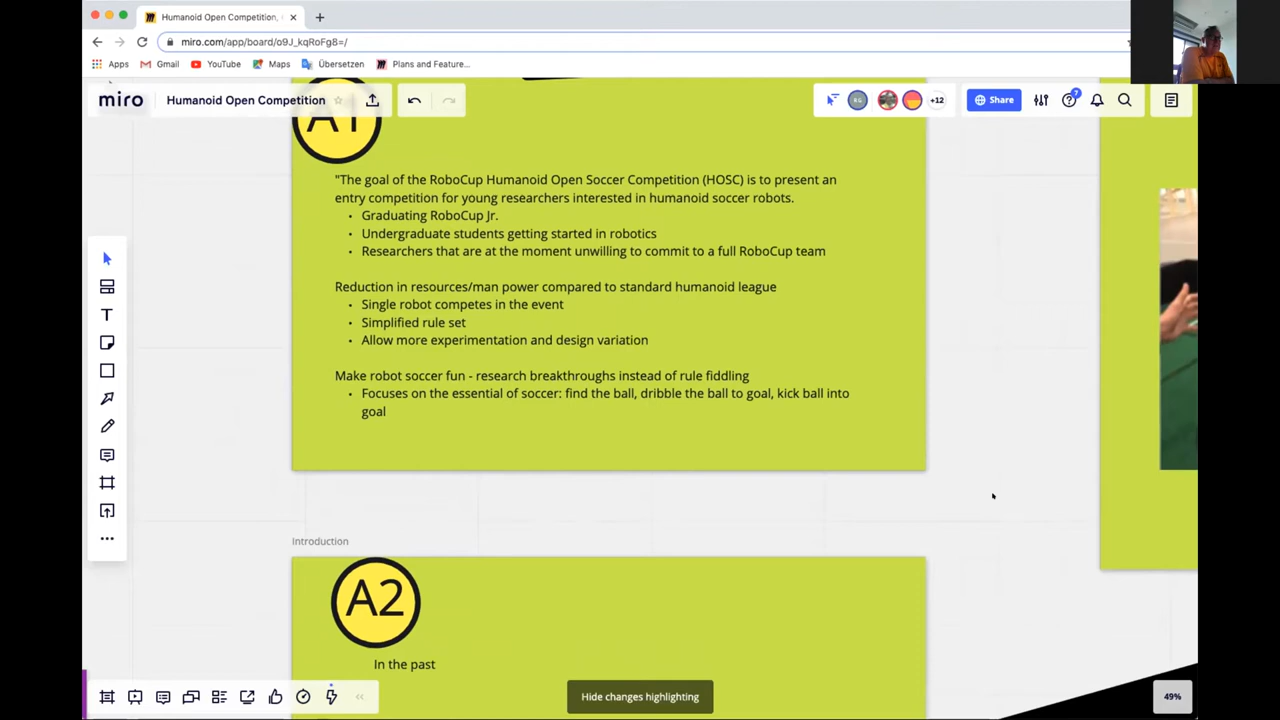 Humanoid Open Competition,
miro.com/app/board/o9J_kqRoFg8=/
Apps
Gmail
YouTube
Maps
Übersetzen
Plans and Feature...
miro
Humanoid Open Competition
RG
+12
Share
7
A1
"The goal of the RoboCup Humanoid Open Soccer Competition (HOSC) is to present an
entry competition for young researchers interested in humanoid soccer robots.
• Graduating RoboCup Jr.
• Undergraduate students getting started in robotics
• Researchers that are at the moment unwilling to commit to a full RoboCup team
Reduction in resources/man power compared to standard humanoid league
• Single robot competes in the event
• Simplified rule set
• Allow more experimentation and design variation
Make robot soccer fun - research breakthroughs instead of rule fiddling
• Focuses on the essential of soccer: find the ball, dribble the ball to goal, kick ball into
goal
Introduction
A2
In the past
Hide changes highlighting
49%